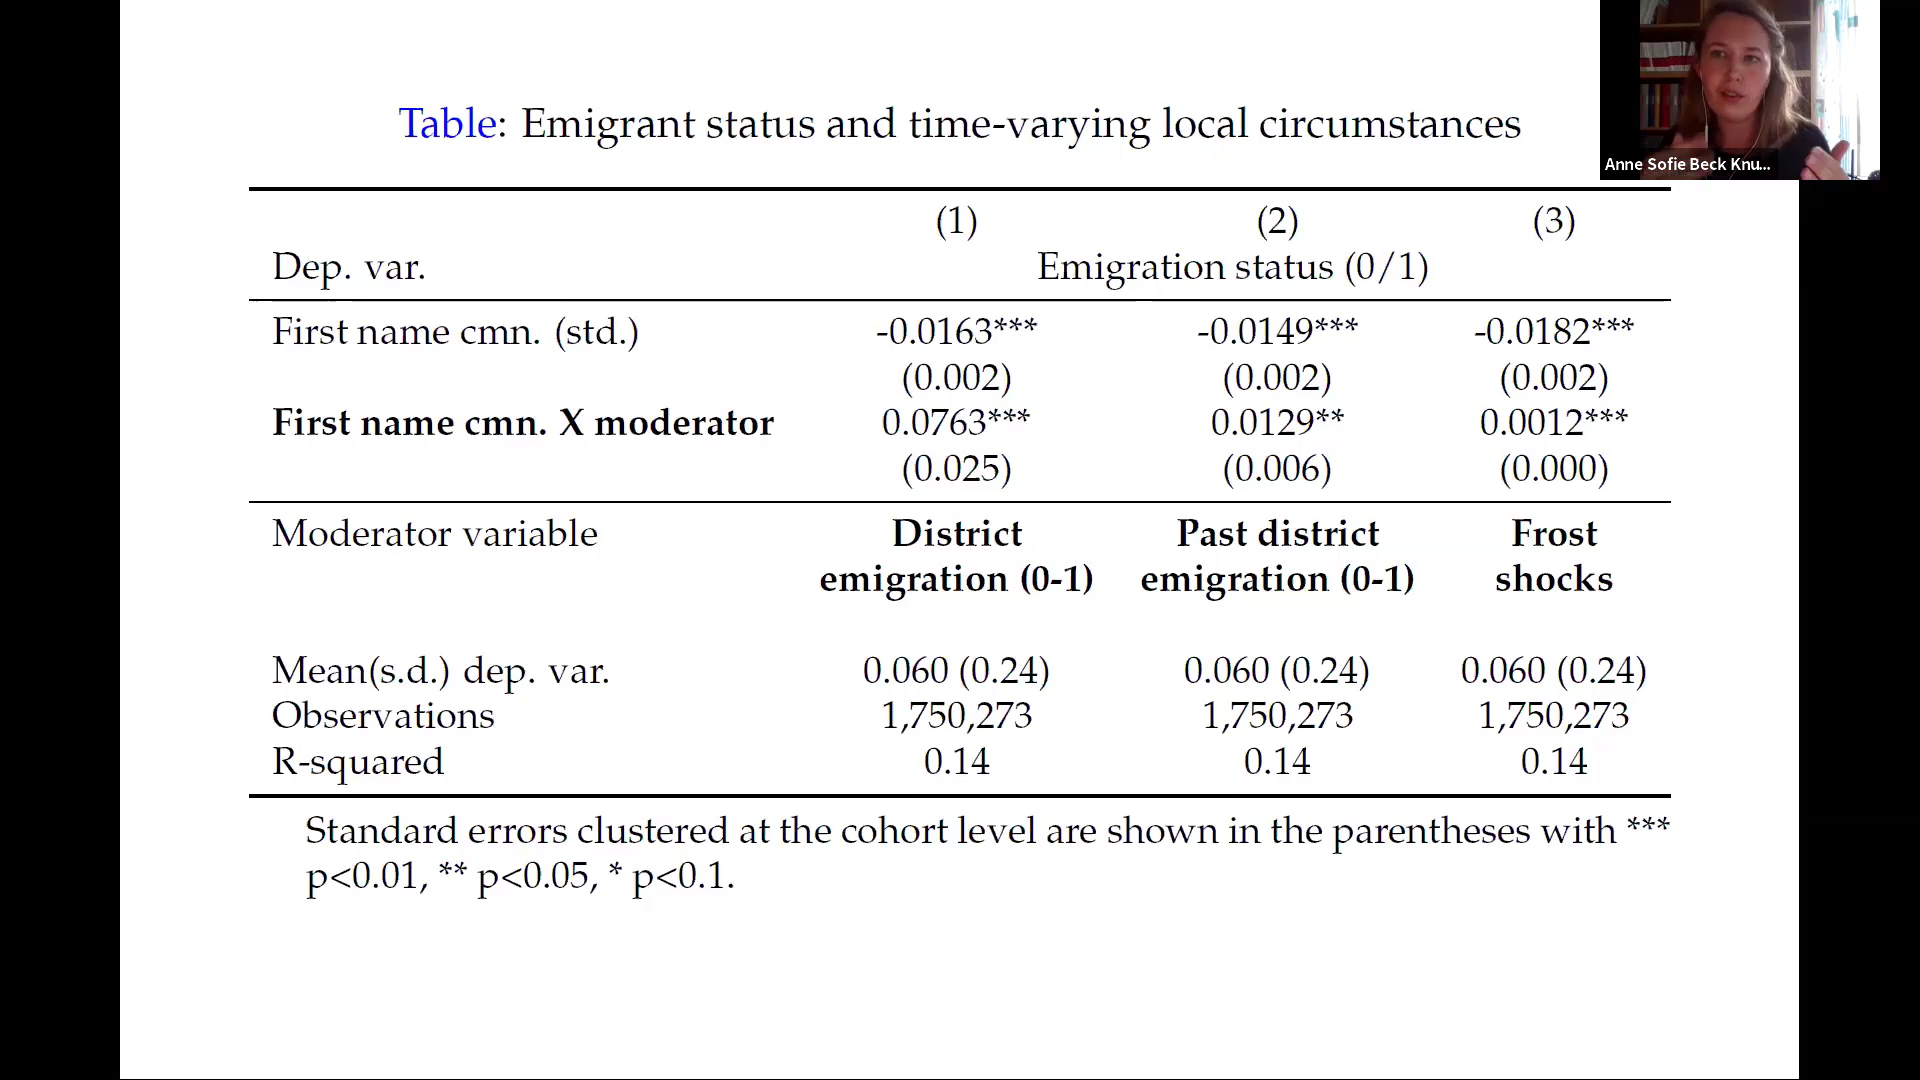 Table: Emigrant status and time-varying local circumstances
Anne Sofie Beck Knu...
(1) (2) (3)
Dep. var. Emigration status (0/1)
First name cmn. (std.) -0.0163*** -0.0149*** -0.0182***
(0.002) (0.002) (0.002)
First name cmn. X moderator 0.0763*** 0.0129** 0.0012***
(0.025) (0.006) (0.000)
Moderator variable District Past district Frost
emigration (0-1) emigration (0-1) shocks
Mean(s.d.) dep. var. 0.060 (0.24) 0.060 (0.24) 0.060 (0.24)
Observations 1,750,273 1,750,273 1,750,273
R-squared 0.14 0.14 0.14
Standard errors clustered at the cohort level are shown in the parentheses with ***
p<0.01, ** p<0.05, * p<0.1.